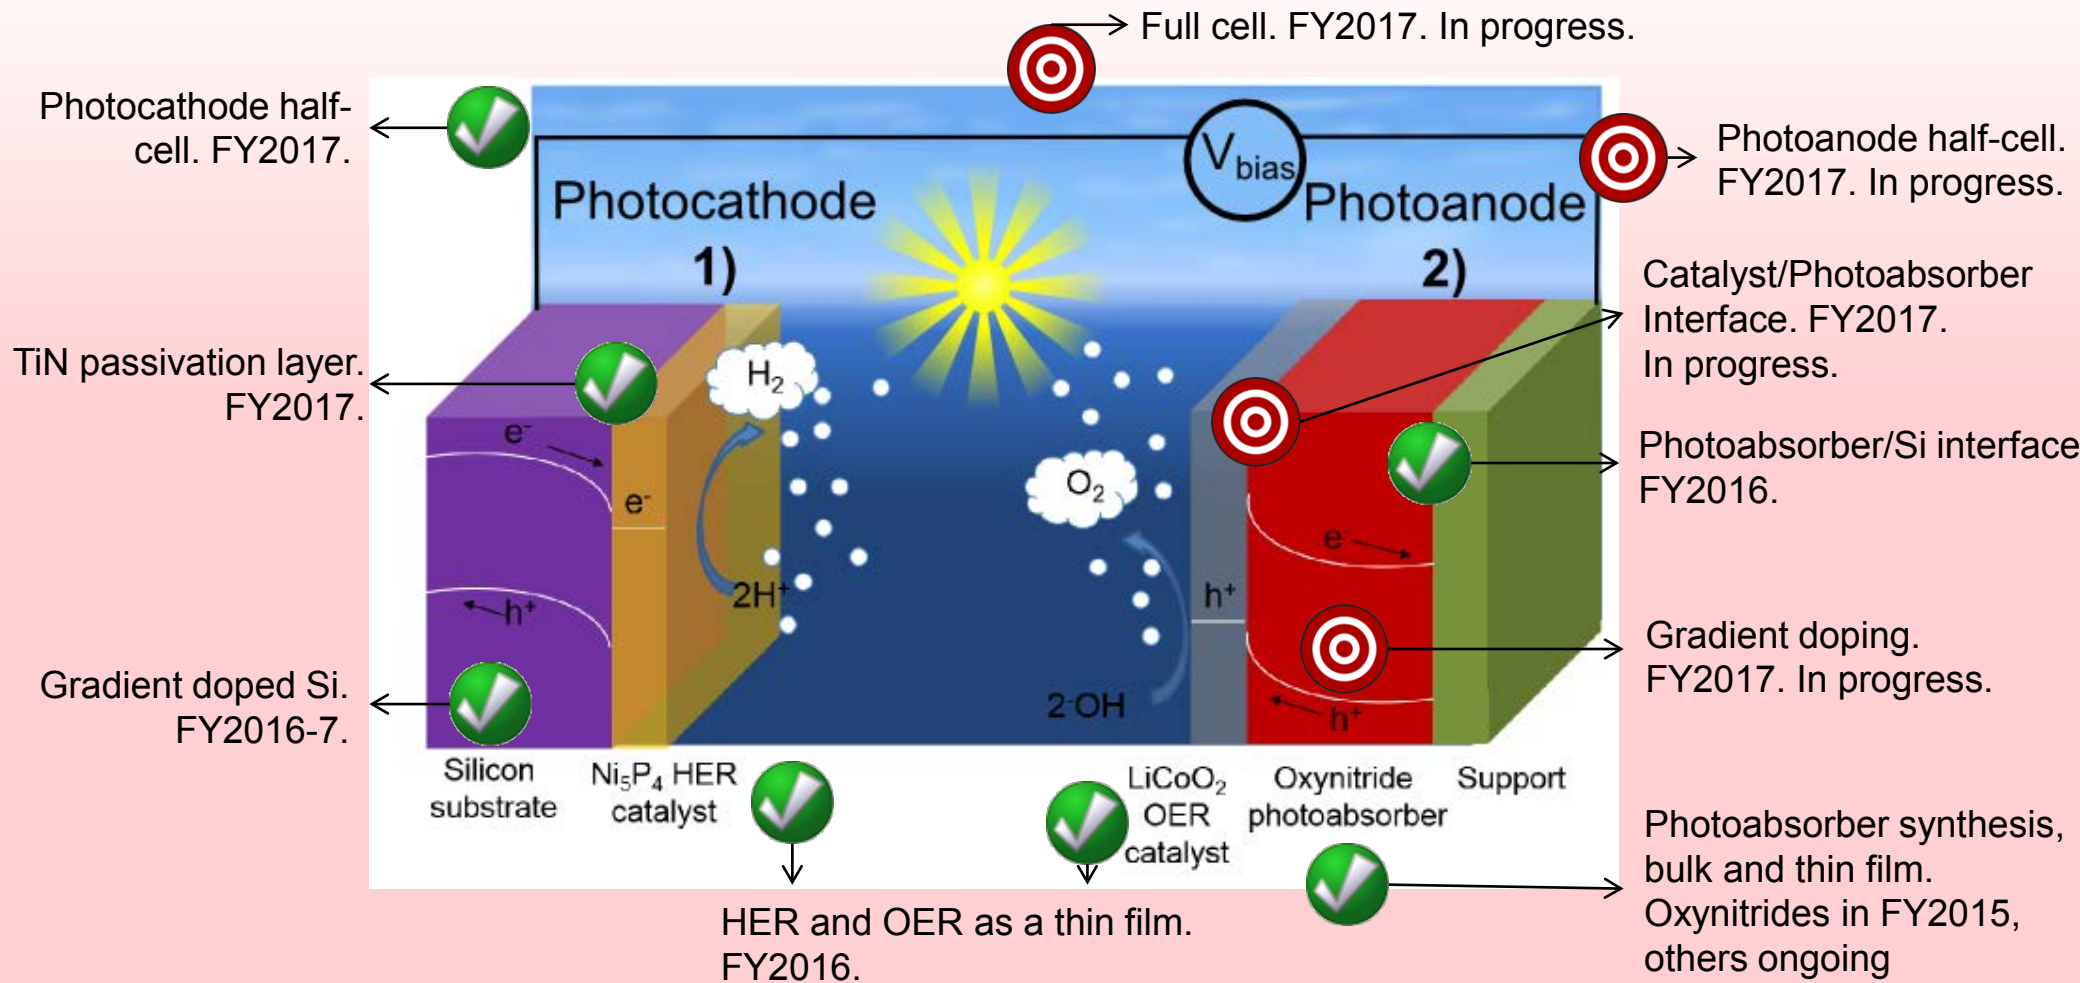 Full cell. FY2017. In progress.
Photocathode half-
cell. FY2017.
Photoanode half-cell.
FY2017. In progress.
V_bias
Photocathode
1)
Photoanode
2)
Catalyst/Photoabsorber
Interface. FY2017.
In progress.
TiN passivation layer.
FY2017.
H₂
e⁻
e⁻
Photoabsorber/Si interface
FY2016.
O₂
e⁻
2H⁺
h⁺
h⁺
Gradient doping.
FY2017. In progress.
Gradient doped Si.
FY2016-7.
2⁻OH
h⁺
Silicon
substrate
Ni₅P₄ HER
catalyst
LiCoO₂
OER
catalyst
Oxynitride
photoabsorber
Support
Photoabsorber synthesis,
bulk and thin film.
Oxynitrides in FY2015,
others ongoing
HER and OER as a thin film.
FY2016.